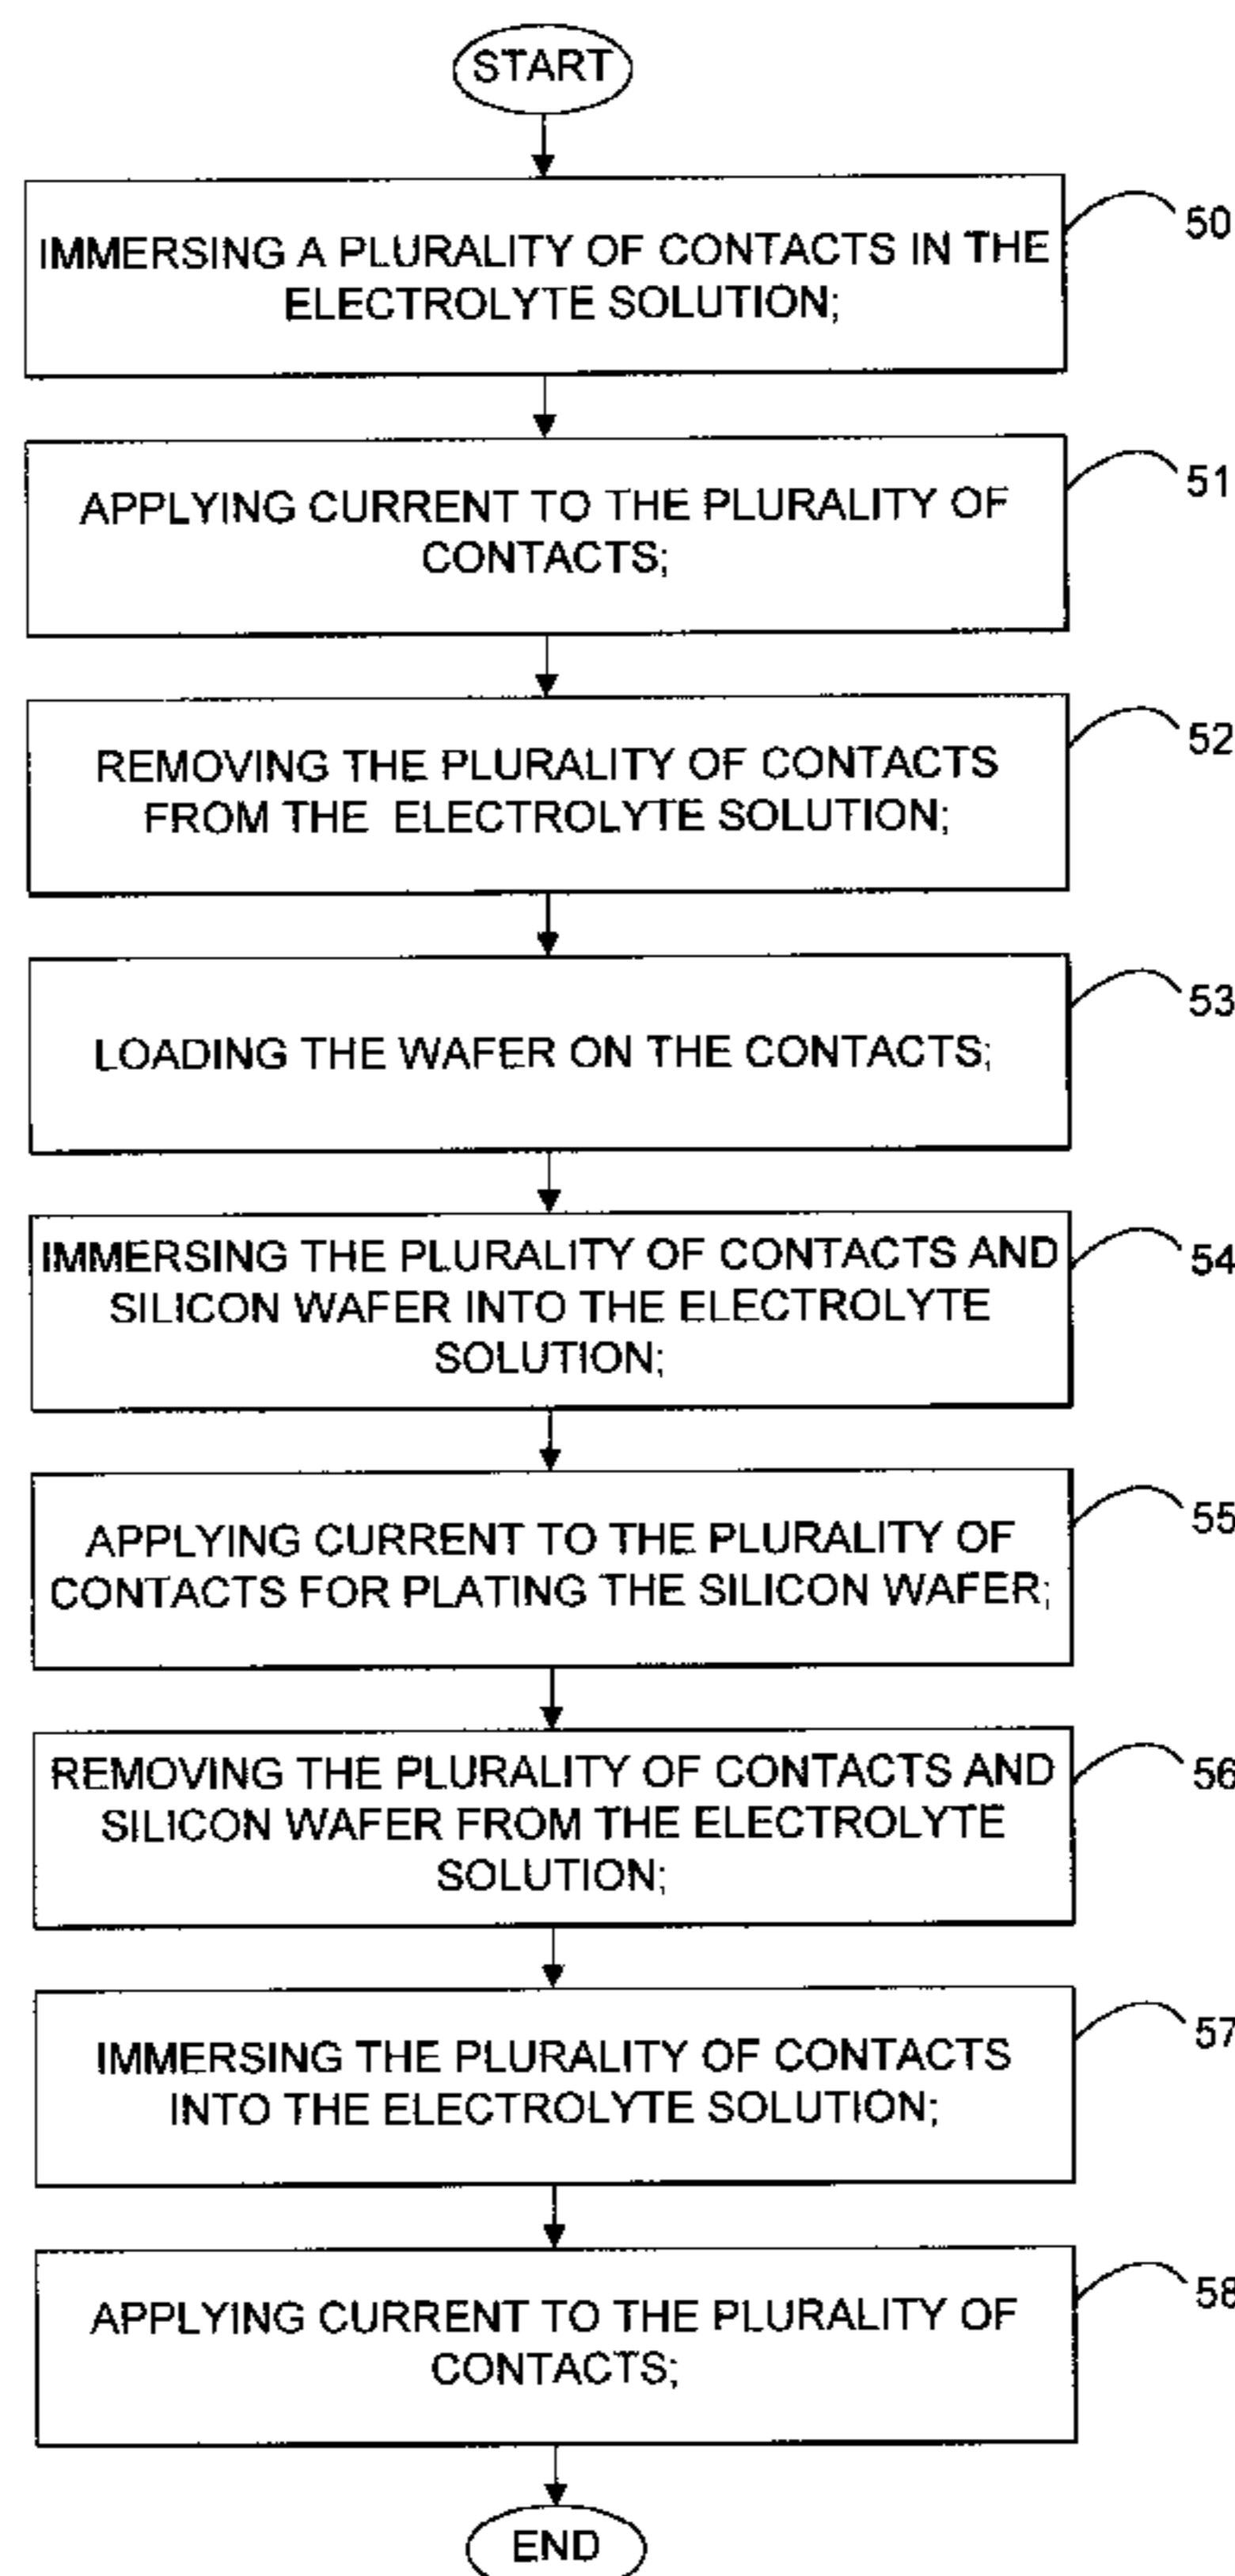 START
IMMERSING A PLURALITY OF CONTACTS IN THE
ELECTROLYTE SOLUTION;
50
APPLYING CURRENT TO THE PLURALITY OF
CONTACTS;
51
REMOVING THE PLURALITY OF CONTACTS
FROM THE ELECTROLYTE SOLUTION;
52
LOADING THE WAFER ON THE CONTACTS;
53
IMMERSING THE PLURALITY OF CONTACTS AND
SILICON WAFER INTO THE ELECTROLYTE
SOLUTION;
54
APPLYING CURRENT TO THE PLURALITY OF
CONTACTS FOR PLATING THE SILICON WAFER;
55
REMOVING THE PLURALITY OF CONTACTS AND
SILICON WAFER FROM THE ELECTROLYTE
SOLUTION;
56
IMMERSING THE PLURALITY OF CONTACTS
INTO THE ELECTROLYTE SOLUTION;
57
APPLYING CURRENT TO THE PLURALITY OF
CONTACTS;
58
END